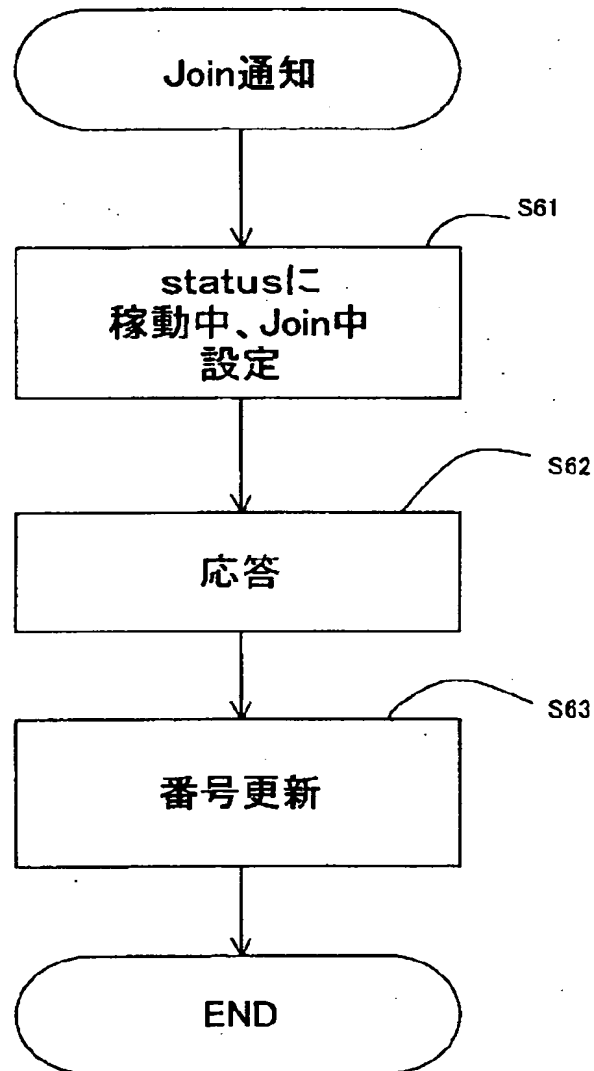 Join通知
S61
statusに
稼動中、Join中
設定
S62
応答
S63
番号更新
END